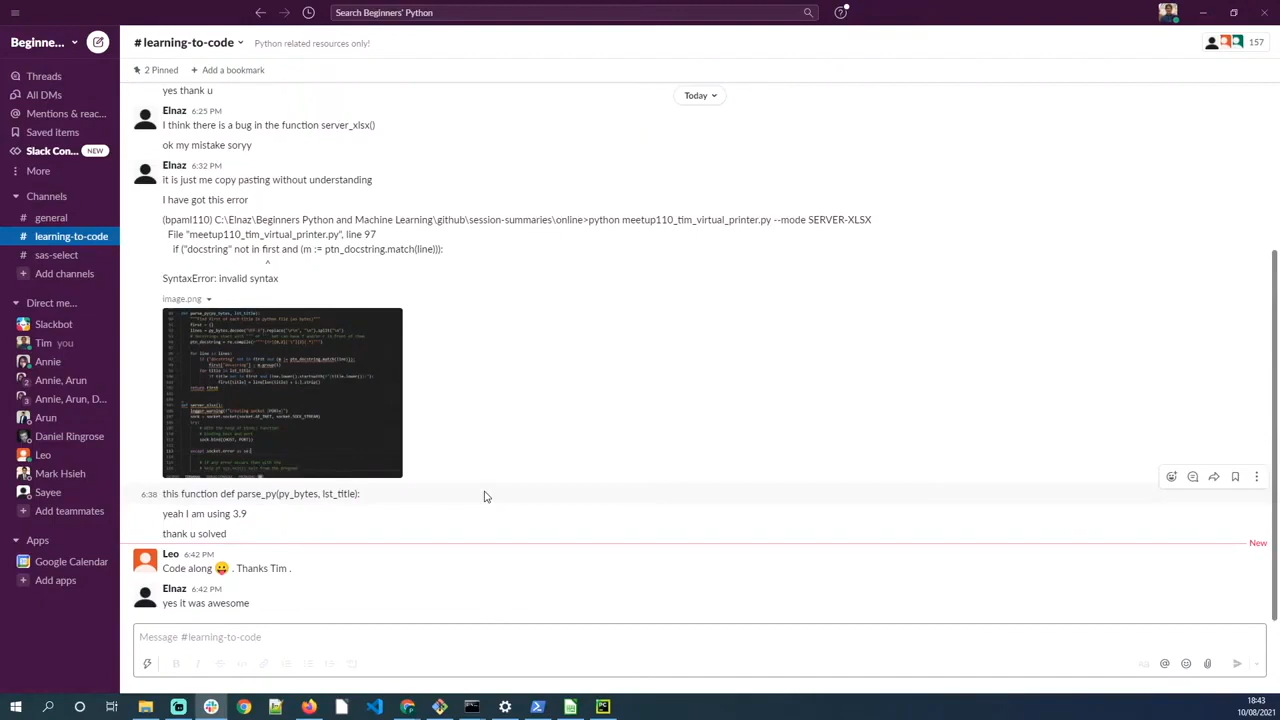 Search Beginners' Python
Beginne...
# learning-to-code
Python related resources only!
157
2 Pinned
Add a bookmark
Threads
All DMs
Mentions & reac...
Saved items
Slack Con...
NEW
More
Channels
general
learning-to-code
sas-select
Add channels
Direct me...
Slackbot
Tim you
Annie
Annie, Arun
Annie, Arun, D...
Arun
Daniel Ringrose
Leo
Mark Hsieh
Sayee
Add teammates
Apps
Google Calendar
Add apps
Today
yes thank u
Elnaz 6:25 PM
I think there is a bug in the function server_xlsx()
ok my mistake soryy
Elnaz 6:32 PM
it is just me copy pasting without understanding
I have got this error
(bpaml110) C:\Elnaz\Beginners Python and Machine Learning\github\session-summaries\online>python meetup110_tim_virtual_printer.py --mode SERVER-XLSX
File "meetup110_tim_virtual_printer.py", line 97
if ("docstring" not in first and (m := ptn_docstring.match(line))):
^
SyntaxError: invalid syntax
image.png
6:38 this function def parse_py(py_bytes, lst_title):
yeah I am using 3.9
thank u solved
New
Leo 6:42 PM
Code along 😛 . Thanks Tim .
Elnaz 6:42 PM
yes it was awesome
Message #learning-to-code
18:43
10/08/2021